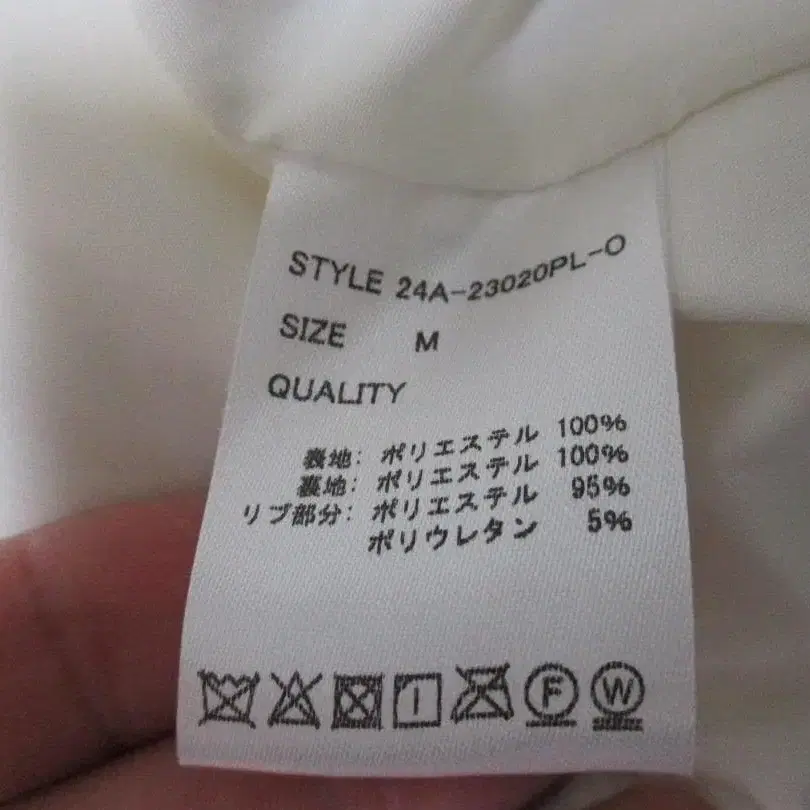 STYLE 24A-23020PL-O
SIZE M
QUALITY
表地: ポリエステル 100%
裏地: ポリエステル 100%
リブ部分: ポリエステル 95%
ポリウレタン 5%
F W